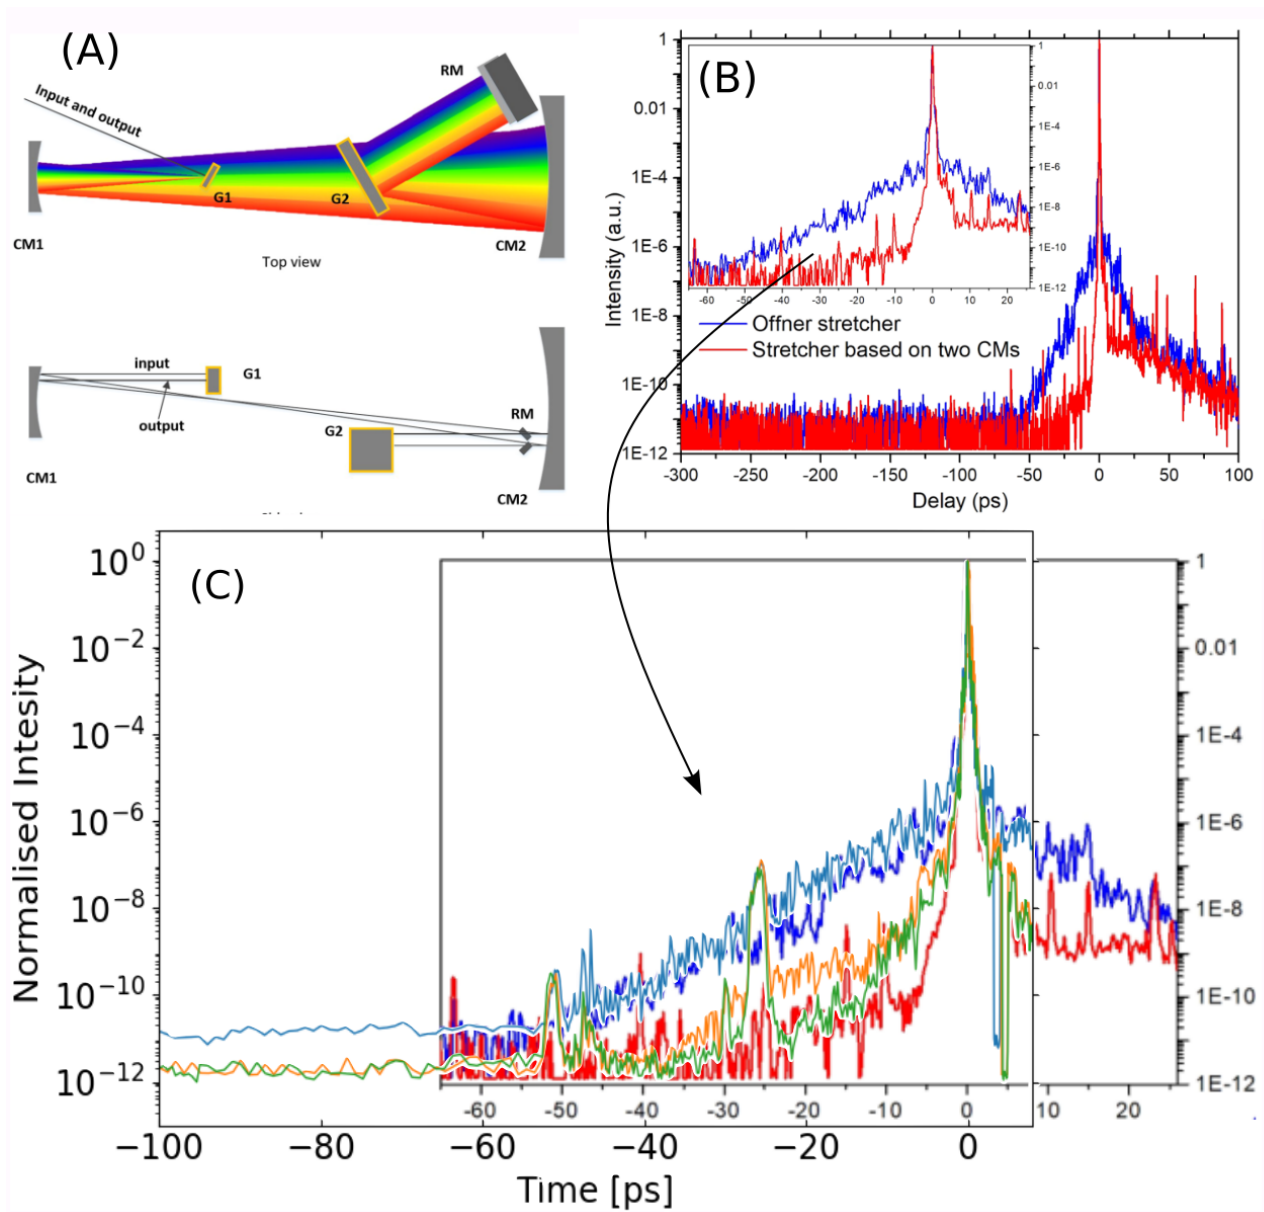 (A)
RM
Input and output
G1
G2
CM1
CM2
Top view
input
G1
output
RM
G2
CM1
CM2
(B)
1
0.01
1E-4
1E-6
1E-8
1E-10
1E-12
Intensity (a.u.)
1
0.01
1E-4
1E-6
1E-8
1E-10
1E-12
-60 -50 -40 -30 -20 -10 0 10 20
Offner stretcher
Stretcher based on two CMs
-300 -250 -200 -150 -100 -50 0 50 100
Delay (ps)
(C)
10⁰
10⁻²
10⁻⁴
10⁻⁶
10⁻⁸
10⁻¹⁰
10⁻¹²
Normalised Intesity
1
0.01
1E-4
1E-6
1E-8
1E-10
1E-12
-60 -50 -40 -30 -20 -10 0 10 20
−100 −80 −60 −40 −20 0
Time [ps]